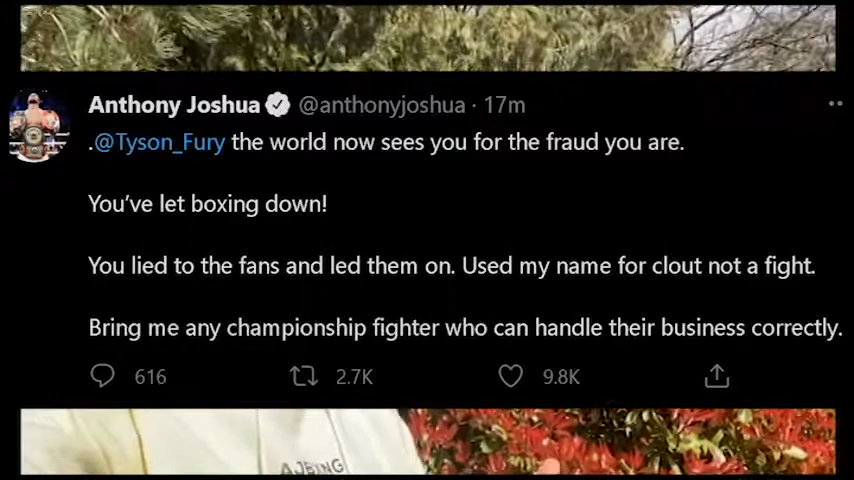 Anthony Joshua @anthonyjoshua · 17m
.@Tyson_Fury the world now sees you for the fraud you are.
You've let boxing down!
You lied to the fans and led them on. Used my name for clout not a fight.
Bring me any championship fighter who can handle their business correctly.
616 2.7K 9.8K